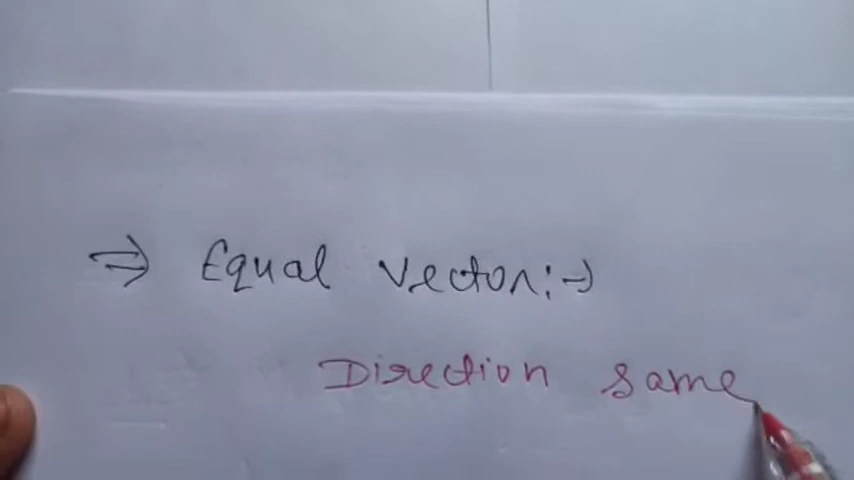 ⇒ Equal vector:→
Direction same